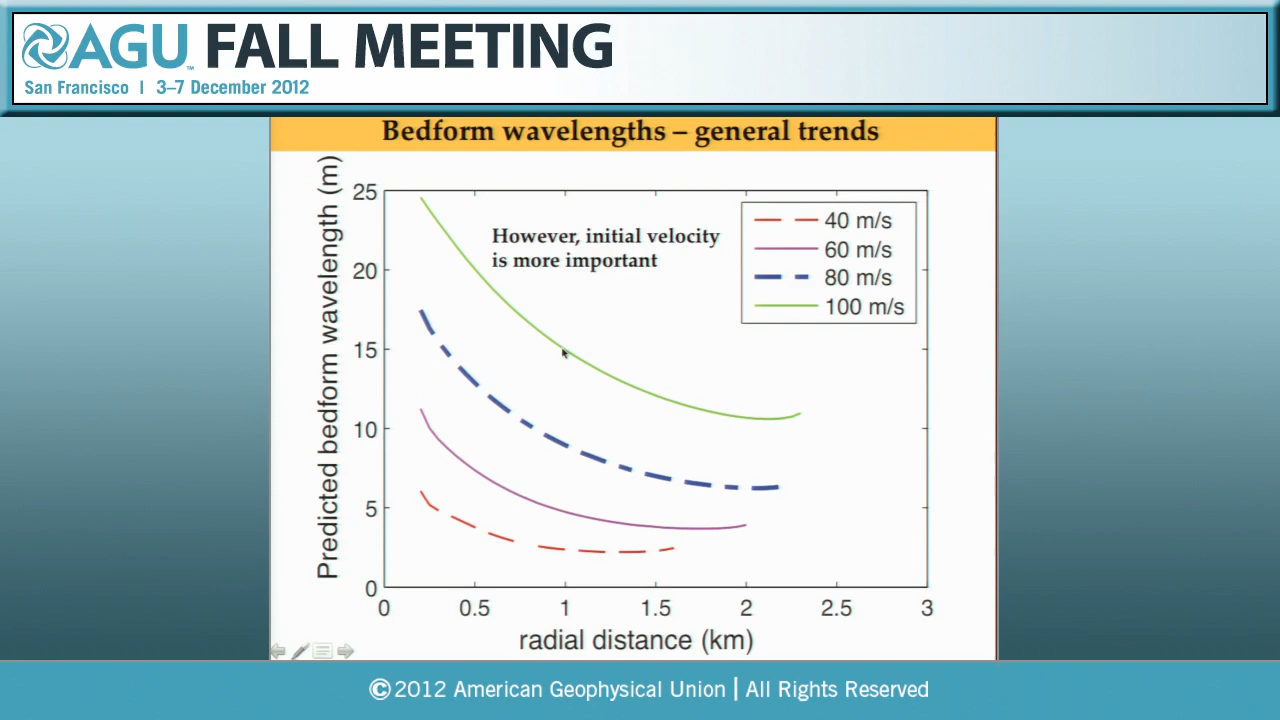 AGU™ FALL MEETING
San Francisco | 3–7 December 2012
Bedform wavelengths – general trends
Predicted bedform wavelength (m)
25
20
15
10
5
0
However, initial velocity
is more important
40 m/s
60 m/s
80 m/s
100 m/s
0 0.5 1 1.5 2 2.5 3
radial distance (km)
©2012 American Geophysical Union | All Rights Reserved